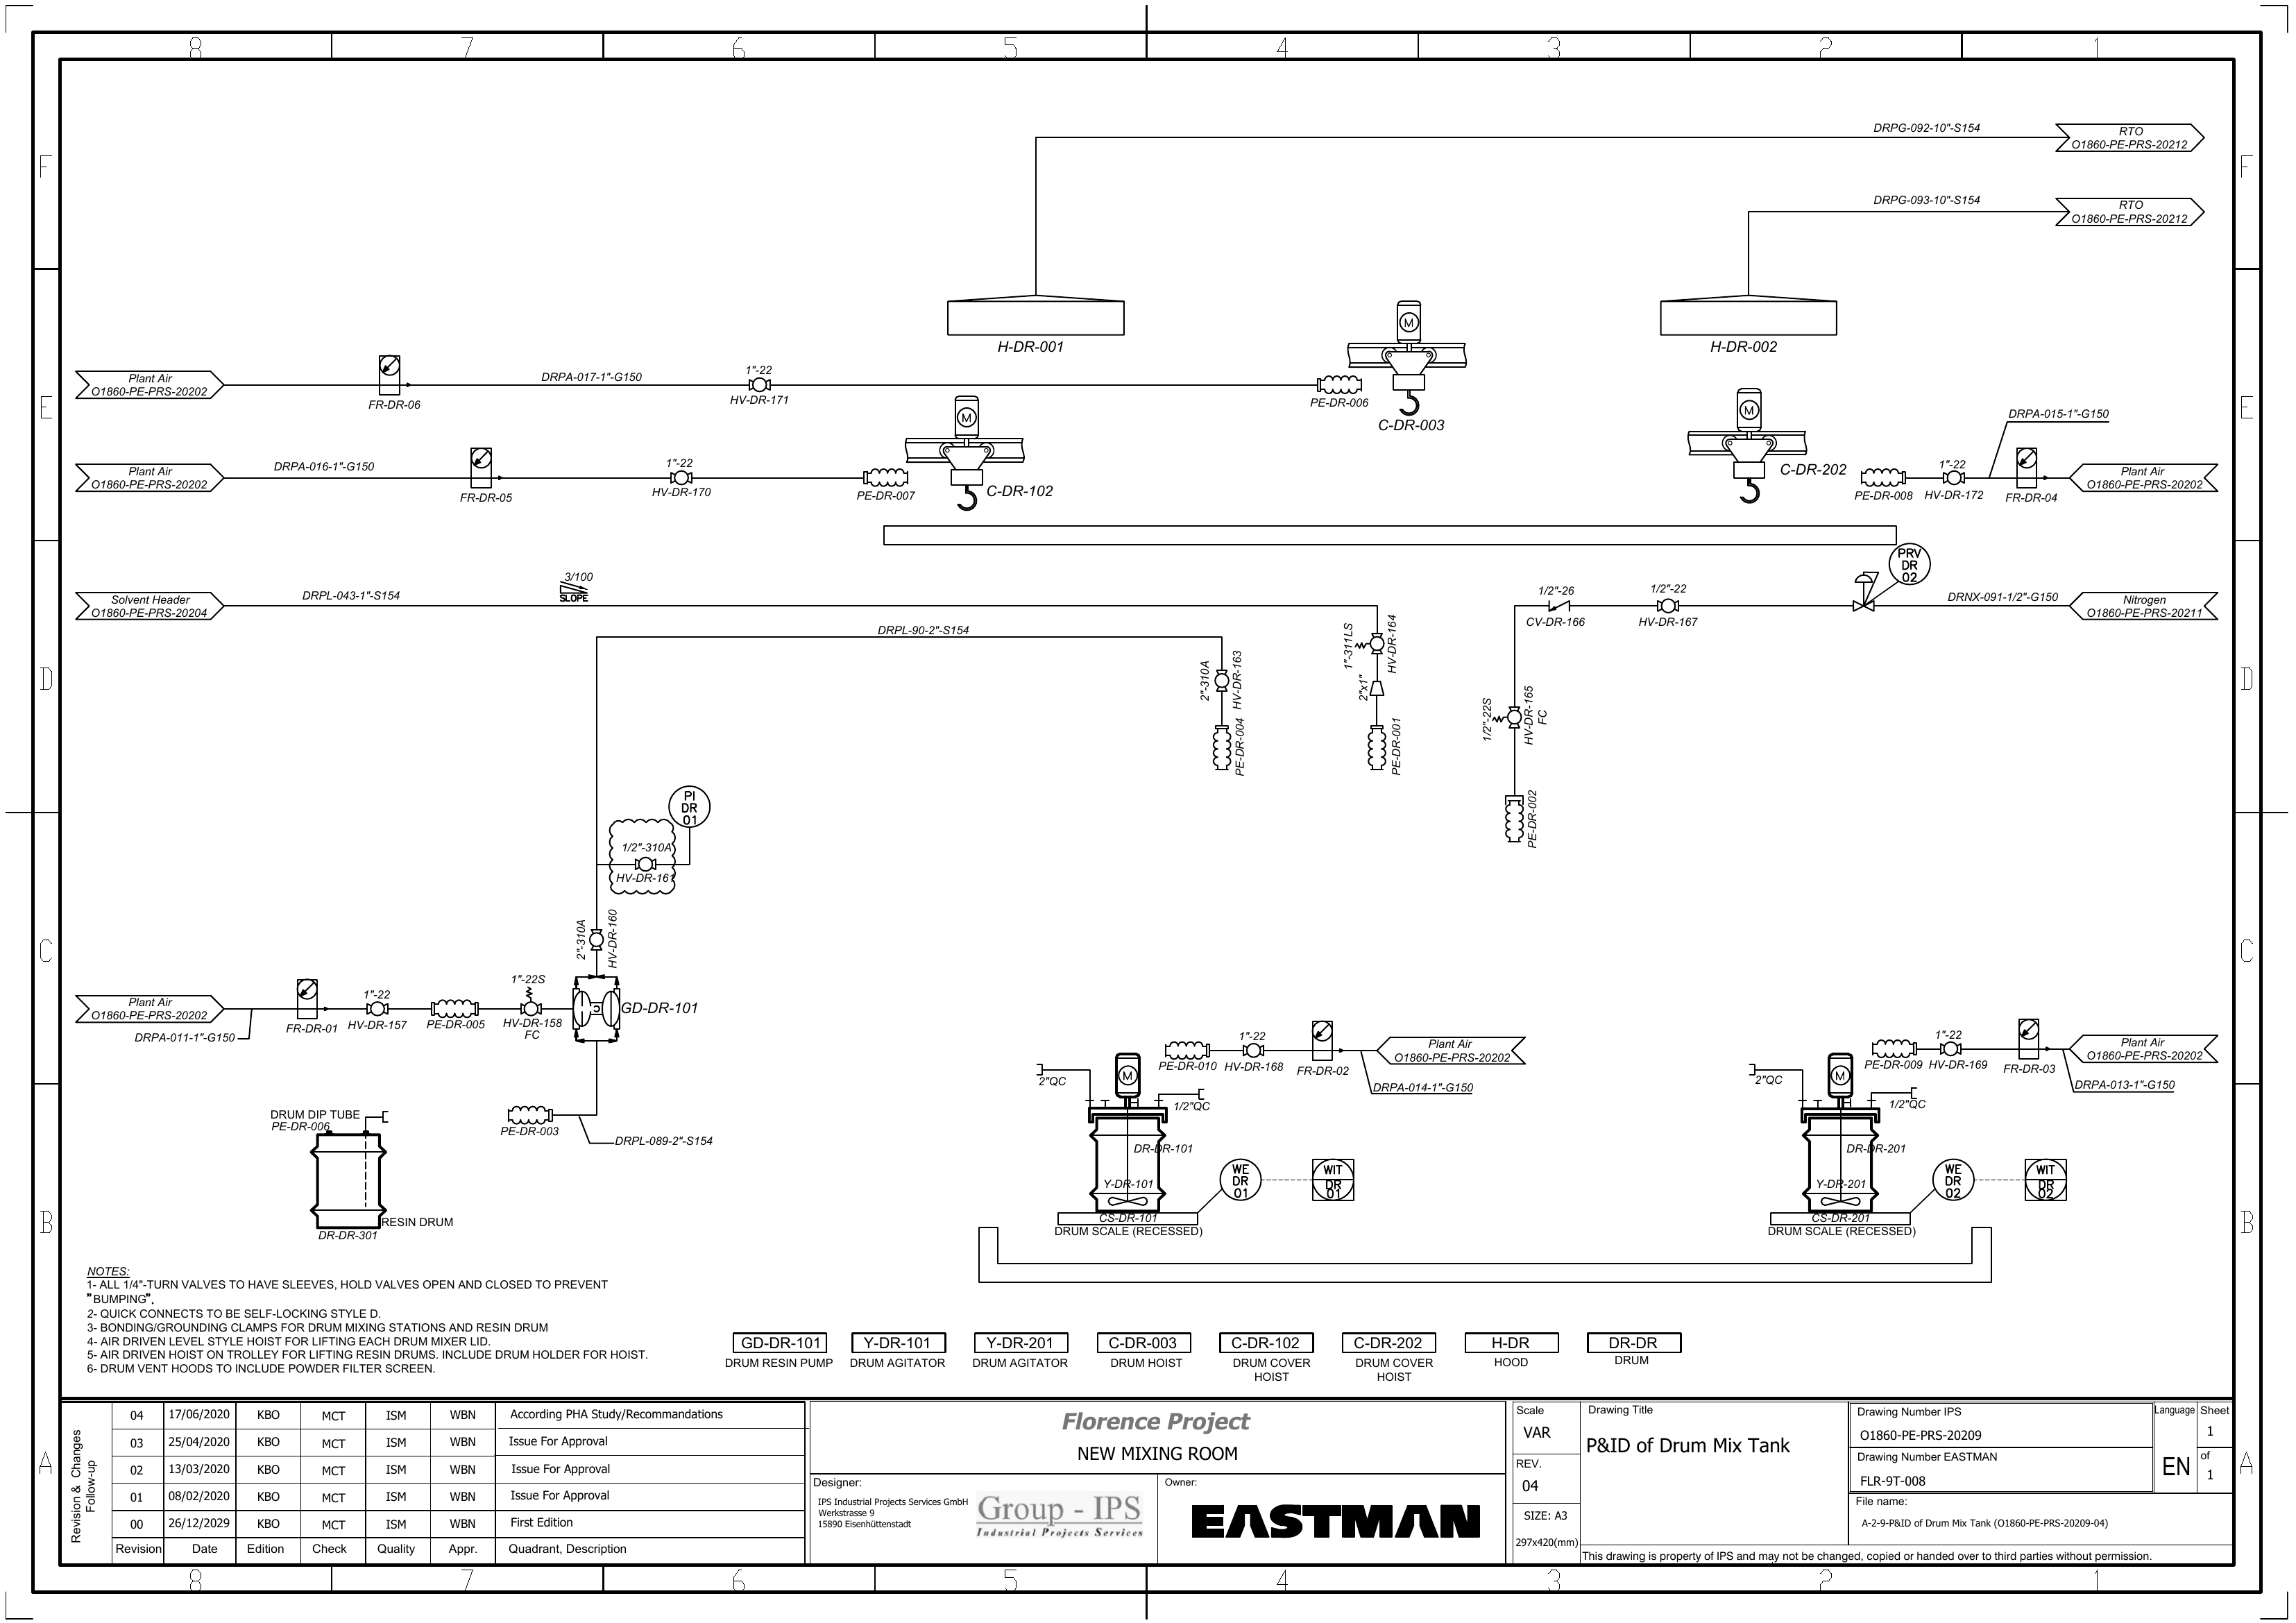 8 7 6 5 4 3 2 1
F
DRPG-092-10"-S154
RTO
O1860-PE-PRS-20212
F
DRPG-093-10"-S154
RTO
O1860-PE-PRS-20212
H-DR-001
M
H-DR-002
E
Plant Air
O1860-PE-PRS-20202
FR-DR-06
DRPA-017-1"-G150
1"-22
HV-DR-171
PE-DR-006
C-DR-003
E
Plant Air
O1860-PE-PRS-20202
DRPA-016-1"-G150
FR-DR-05
1"-22
HV-DR-170
PE-DR-007
M
C-DR-102
M
C-DR-202
PE-DR-008
1"-22
HV-DR-172
DRPA-015-1"-G150
FR-DR-04
Plant Air
O1860-PE-PRS-20202
D
Solvent Header
O1860-PE-PRS-20204
DRPL-043-1"-S154
3/100
SLOPE
DRPL-90-2"-S154
2"-310A
HV-DR-163
PE-DR-004
1"-311LS
HV-DR-164
2"x1"
PE-DR-001
1/2"-26
CV-DR-166
1/2"-22
HV-DR-167
PRV
DR
02
DRNX-091-1/2"-G150
Nitrogen
O1860-PE-PRS-20211
1/2"-22S
HV-DR-165
FC
PE-DR-002
D
PI
DR
01
1/2"-310A
HV-DR-161
2"-310A
HV-DR-160
C
Plant Air
O1860-PE-PRS-20202
DRPA-011-1"-G150
FR-DR-01
1"-22
HV-DR-157
PE-DR-005
1"-22S
HV-DR-158
FC
GD-DR-101
C
PE-DR-003
DRPL-089-2"-S154
DRUM DIP TUBE
PE-DR-006
RESIN DRUM
DR-DR-301
2"QC
M
1/2"QC
PE-DR-010
1"-22
HV-DR-168
FR-DR-02
Plant Air
O1860-PE-PRS-20202
DRPA-014-1"-G150
DR-DR-101
Y-DR-101
CS-DR-101
DRUM SCALE (RECESSED)
WE
DR
01
WIT
DR
01
2"QC
M
1/2"QC
PE-DR-009
1"-22
HV-DR-169
FR-DR-03
Plant Air
O1860-PE-PRS-20202
DRPA-013-1"-G150
DR-DR-201
Y-DR-201
CS-DR-201
DRUM SCALE (RECESSED)
WE
DR
02
WIT
DR
02
B
B
NOTES:
1- ALL 1/4"-TURN VALVES TO HAVE SLEEVES, HOLD VALVES OPEN AND CLOSED TO PREVENT
"BUMPING".
2- QUICK CONNECTS TO BE SELF-LOCKING STYLE D.
3- BONDING/GROUNDING CLAMPS FOR DRUM MIXING STATIONS AND RESIN DRUM
4- AIR DRIVEN LEVEL STYLE HOIST FOR LIFTING EACH DRUM MIXER LID.
5- AIR DRIVEN HOIST ON TROLLEY FOR LIFTING RESIN DRUMS. INCLUDE DRUM HOLDER FOR HOIST.
6- DRUM VENT HOODS TO INCLUDE POWDER FILTER SCREEN.
GD-DR-101
DRUM RESIN PUMP
Y-DR-101
DRUM AGITATOR
Y-DR-201
DRUM AGITATOR
C-DR-003
DRUM HOIST
C-DR-102
DRUM COVER
HOIST
C-DR-202
DRUM COVER
HOIST
H-DR
HOOD
DR-DR
DRUM
A
Revision & Changes
Follow-up
04 17/06/2020 KBO MCT ISM WBN According PHA Study/Recommandations
03 25/04/2020 KBO MCT ISM WBN Issue For Approval
02 13/03/2020 KBO MCT ISM WBN Issue For Approval
01 08/02/2020 KBO MCT ISM WBN Issue For Approval
00 26/12/2029 KBO MCT ISM WBN First Edition
Revision Date Edition Check Quality Appr. Quadrant, Description
Florence Project
NEW MIXING ROOM
Designer:
IPS Industrial Projects Services GmbH
Werkstrasse 9
15890 Eisenhüttenstadt
Group - IPS
Industrial Projects Services
Owner:
EASTMAN
Scale
VAR
REV.
04
SIZE: A3
297x420(mm)
Drawing Title
P&ID of Drum Mix Tank
Drawing Number IPS
O1860-PE-PRS-20209
Drawing Number EASTMAN
FLR-9T-008
File name:
A-2-9-P&ID of Drum Mix Tank (O1860-PE-PRS-20209-04)
Language
EN
Sheet
1
of
1
This drawing is property of IPS and may not be changed, copied or handed over to third parties without permission.
A
8 7 6 5 4 3 2 1